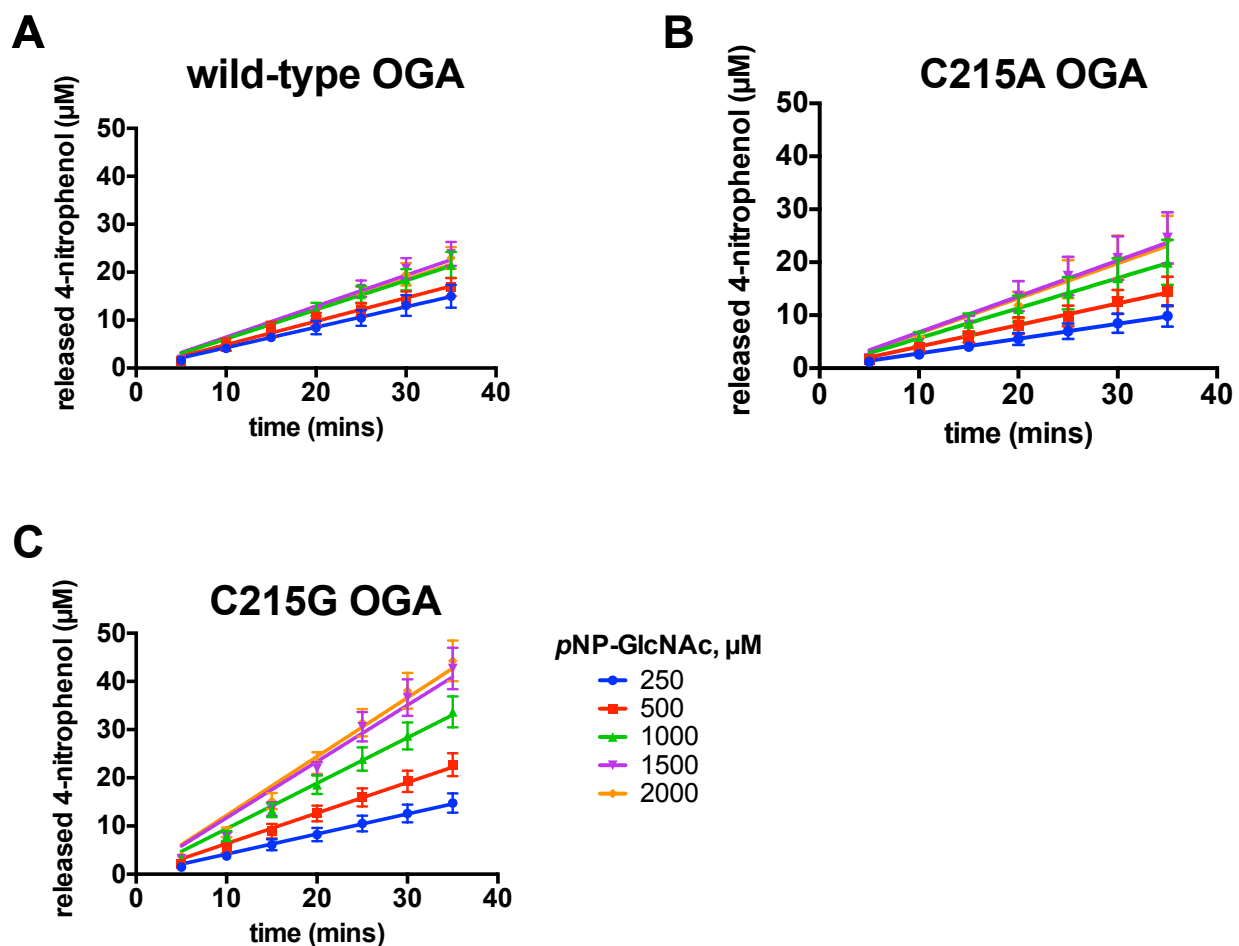 A
wild-type OGA
released 4-nitrophenol (µM)
50
40
30
20
10
0
0 10 20 30 40
time (mins)
B
C215A OGA
released 4-nitrophenol (µM)
50
40
30
20
10
0
0 10 20 30 40
time (mins)
C
C215G OGA
released 4-nitrophenol (µM)
50
40
30
20
10
0
0 10 20 30 40
time (mins)
pNP-GlcNAc, µM
250
500
1000
1500
2000